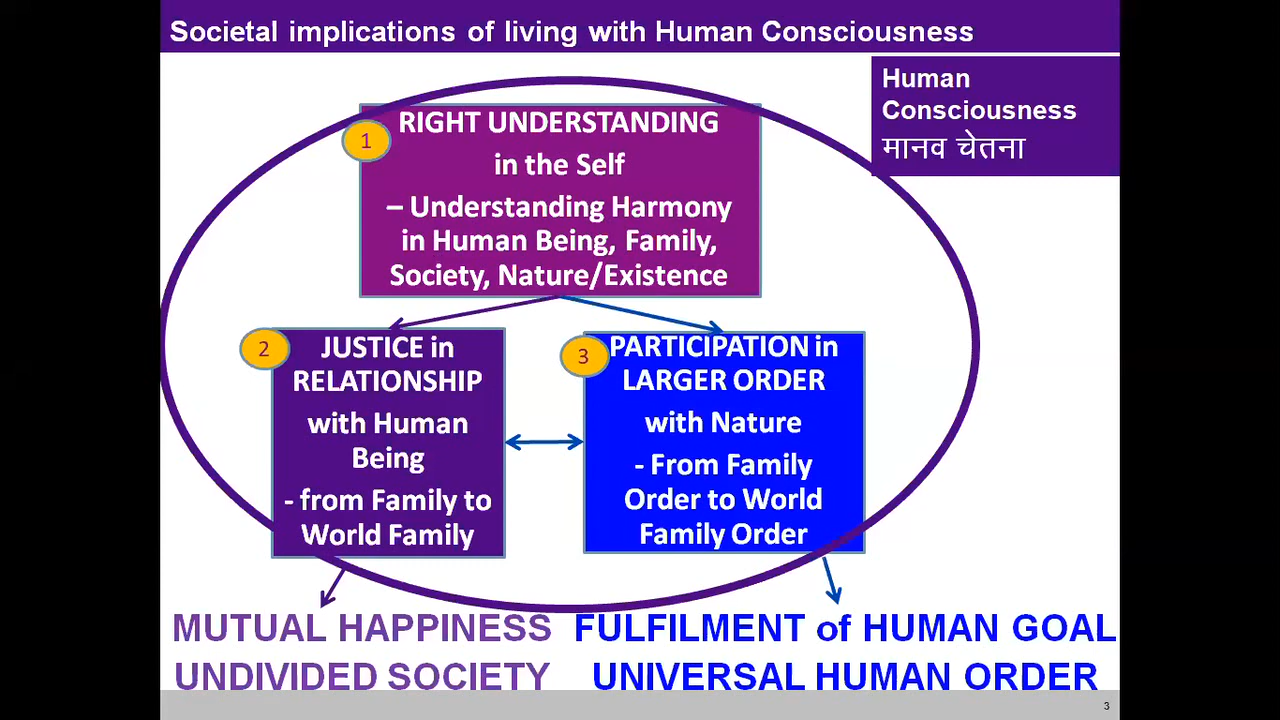 Societal implications of living with Human Consciousness
Human
Consciousness
मानव चेतना
1
RIGHT UNDERSTANDING
in the Self
– Understanding Harmony
in Human Being, Family,
Society, Nature/Existence
2
JUSTICE in
RELATIONSHIP
with Human
Being
- from Family to
World Family
3
PARTICIPATION in
LARGER ORDER
with Nature
- From Family
Order to World
Family Order
MUTUAL HAPPINESS
UNDIVIDED SOCIETY
FULFILMENT of HUMAN GOAL
UNIVERSAL HUMAN ORDER
3